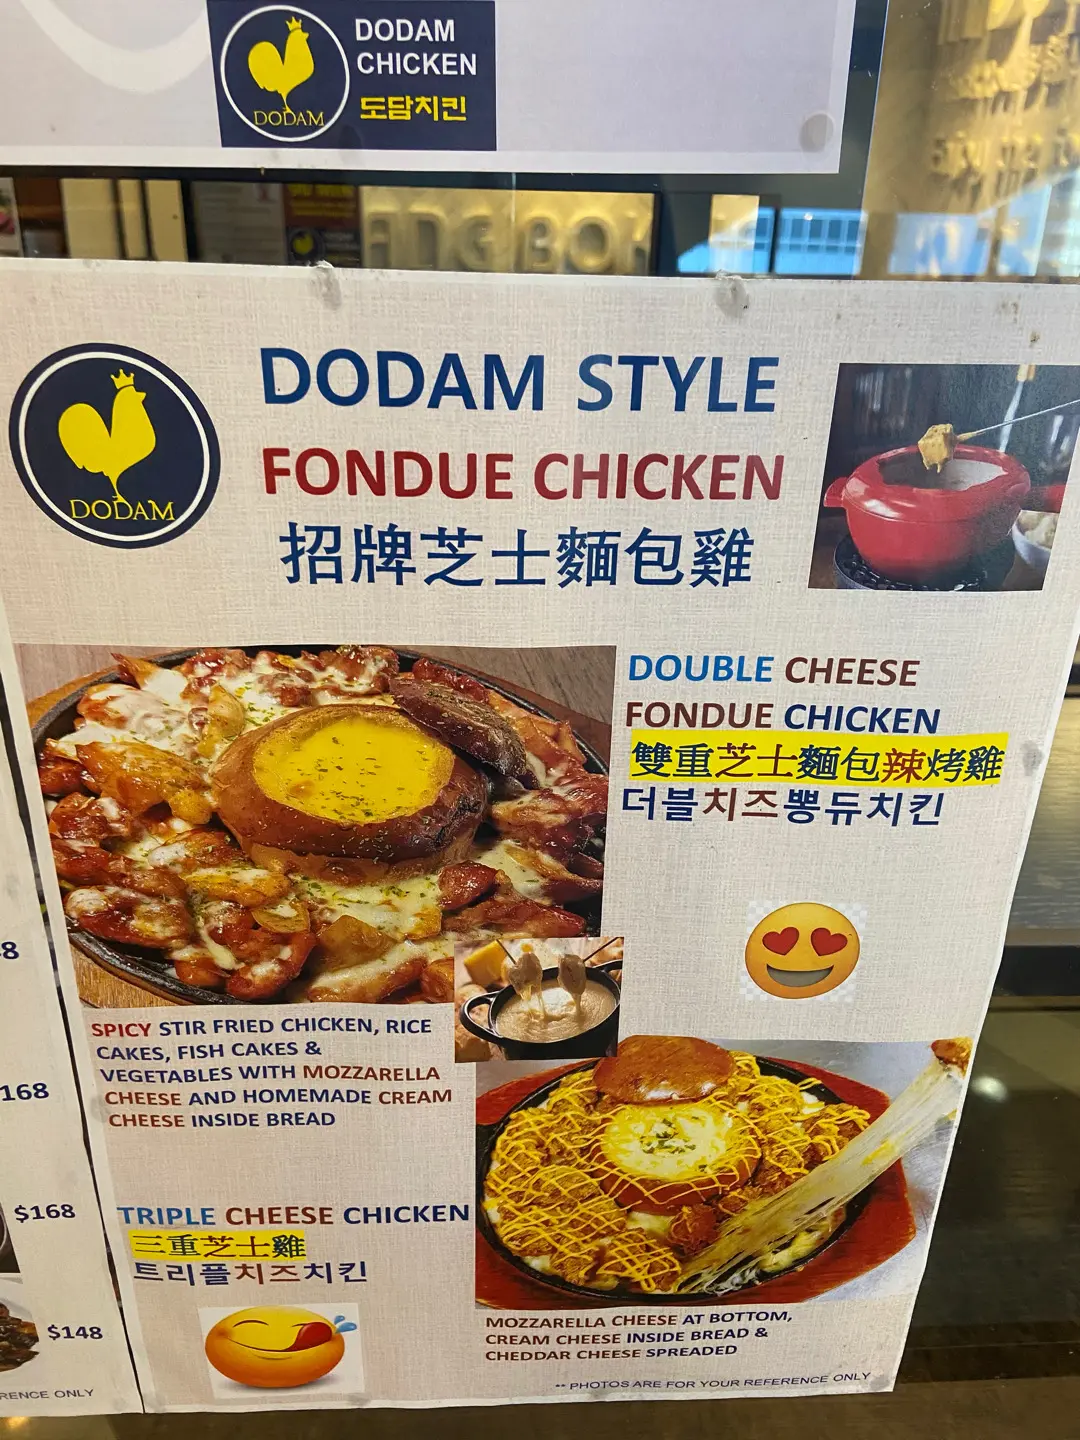 DODAM
CHICKEN
도담치킨
DODAM
DODAM STYLE
FONDUE CHICKEN
招牌芝士麵包雞
DODAM
DOUBLE CHEESE
FONDUE CHICKEN
雙重芝士麵包辣烤雞
더블치즈뽕듀치킨
SPICY STIR FRIED CHICKEN, RICE
CAKES, FISH CAKES &
VEGETABLES WITH MOZZARELLA
CHEESE AND HOMEMADE CREAM
CHEESE INSIDE BREAD
TRIPLE CHEESE CHICKEN
三重芝士雞
트리플치즈치킨
MOZZARELLA CHEESE AT BOTTOM,
CREAM CHEESE INSIDE BREAD &
CHEDDAR CHEESE SPREADED
** PHOTOS ARE FOR YOUR REFERENCE ONLY
8
168
$168
$148
RENCE ONLY